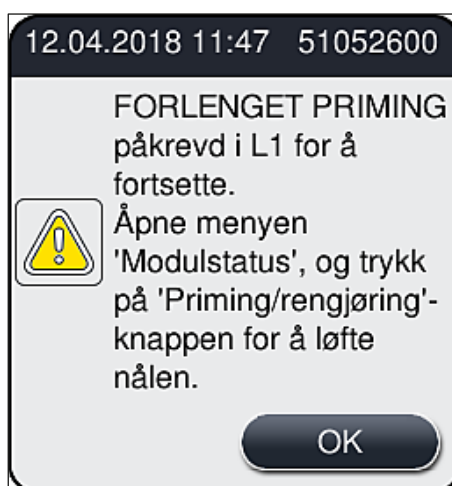 12.04.2018 11:47 51052600
FORLENGET PRIMING
påkrevd i L1 for å
fortsette.
Åpne menyen
'Modulstatus', og trykk
på 'Priming/rengjøring'-
knappen for å løfte
nålen.
OK